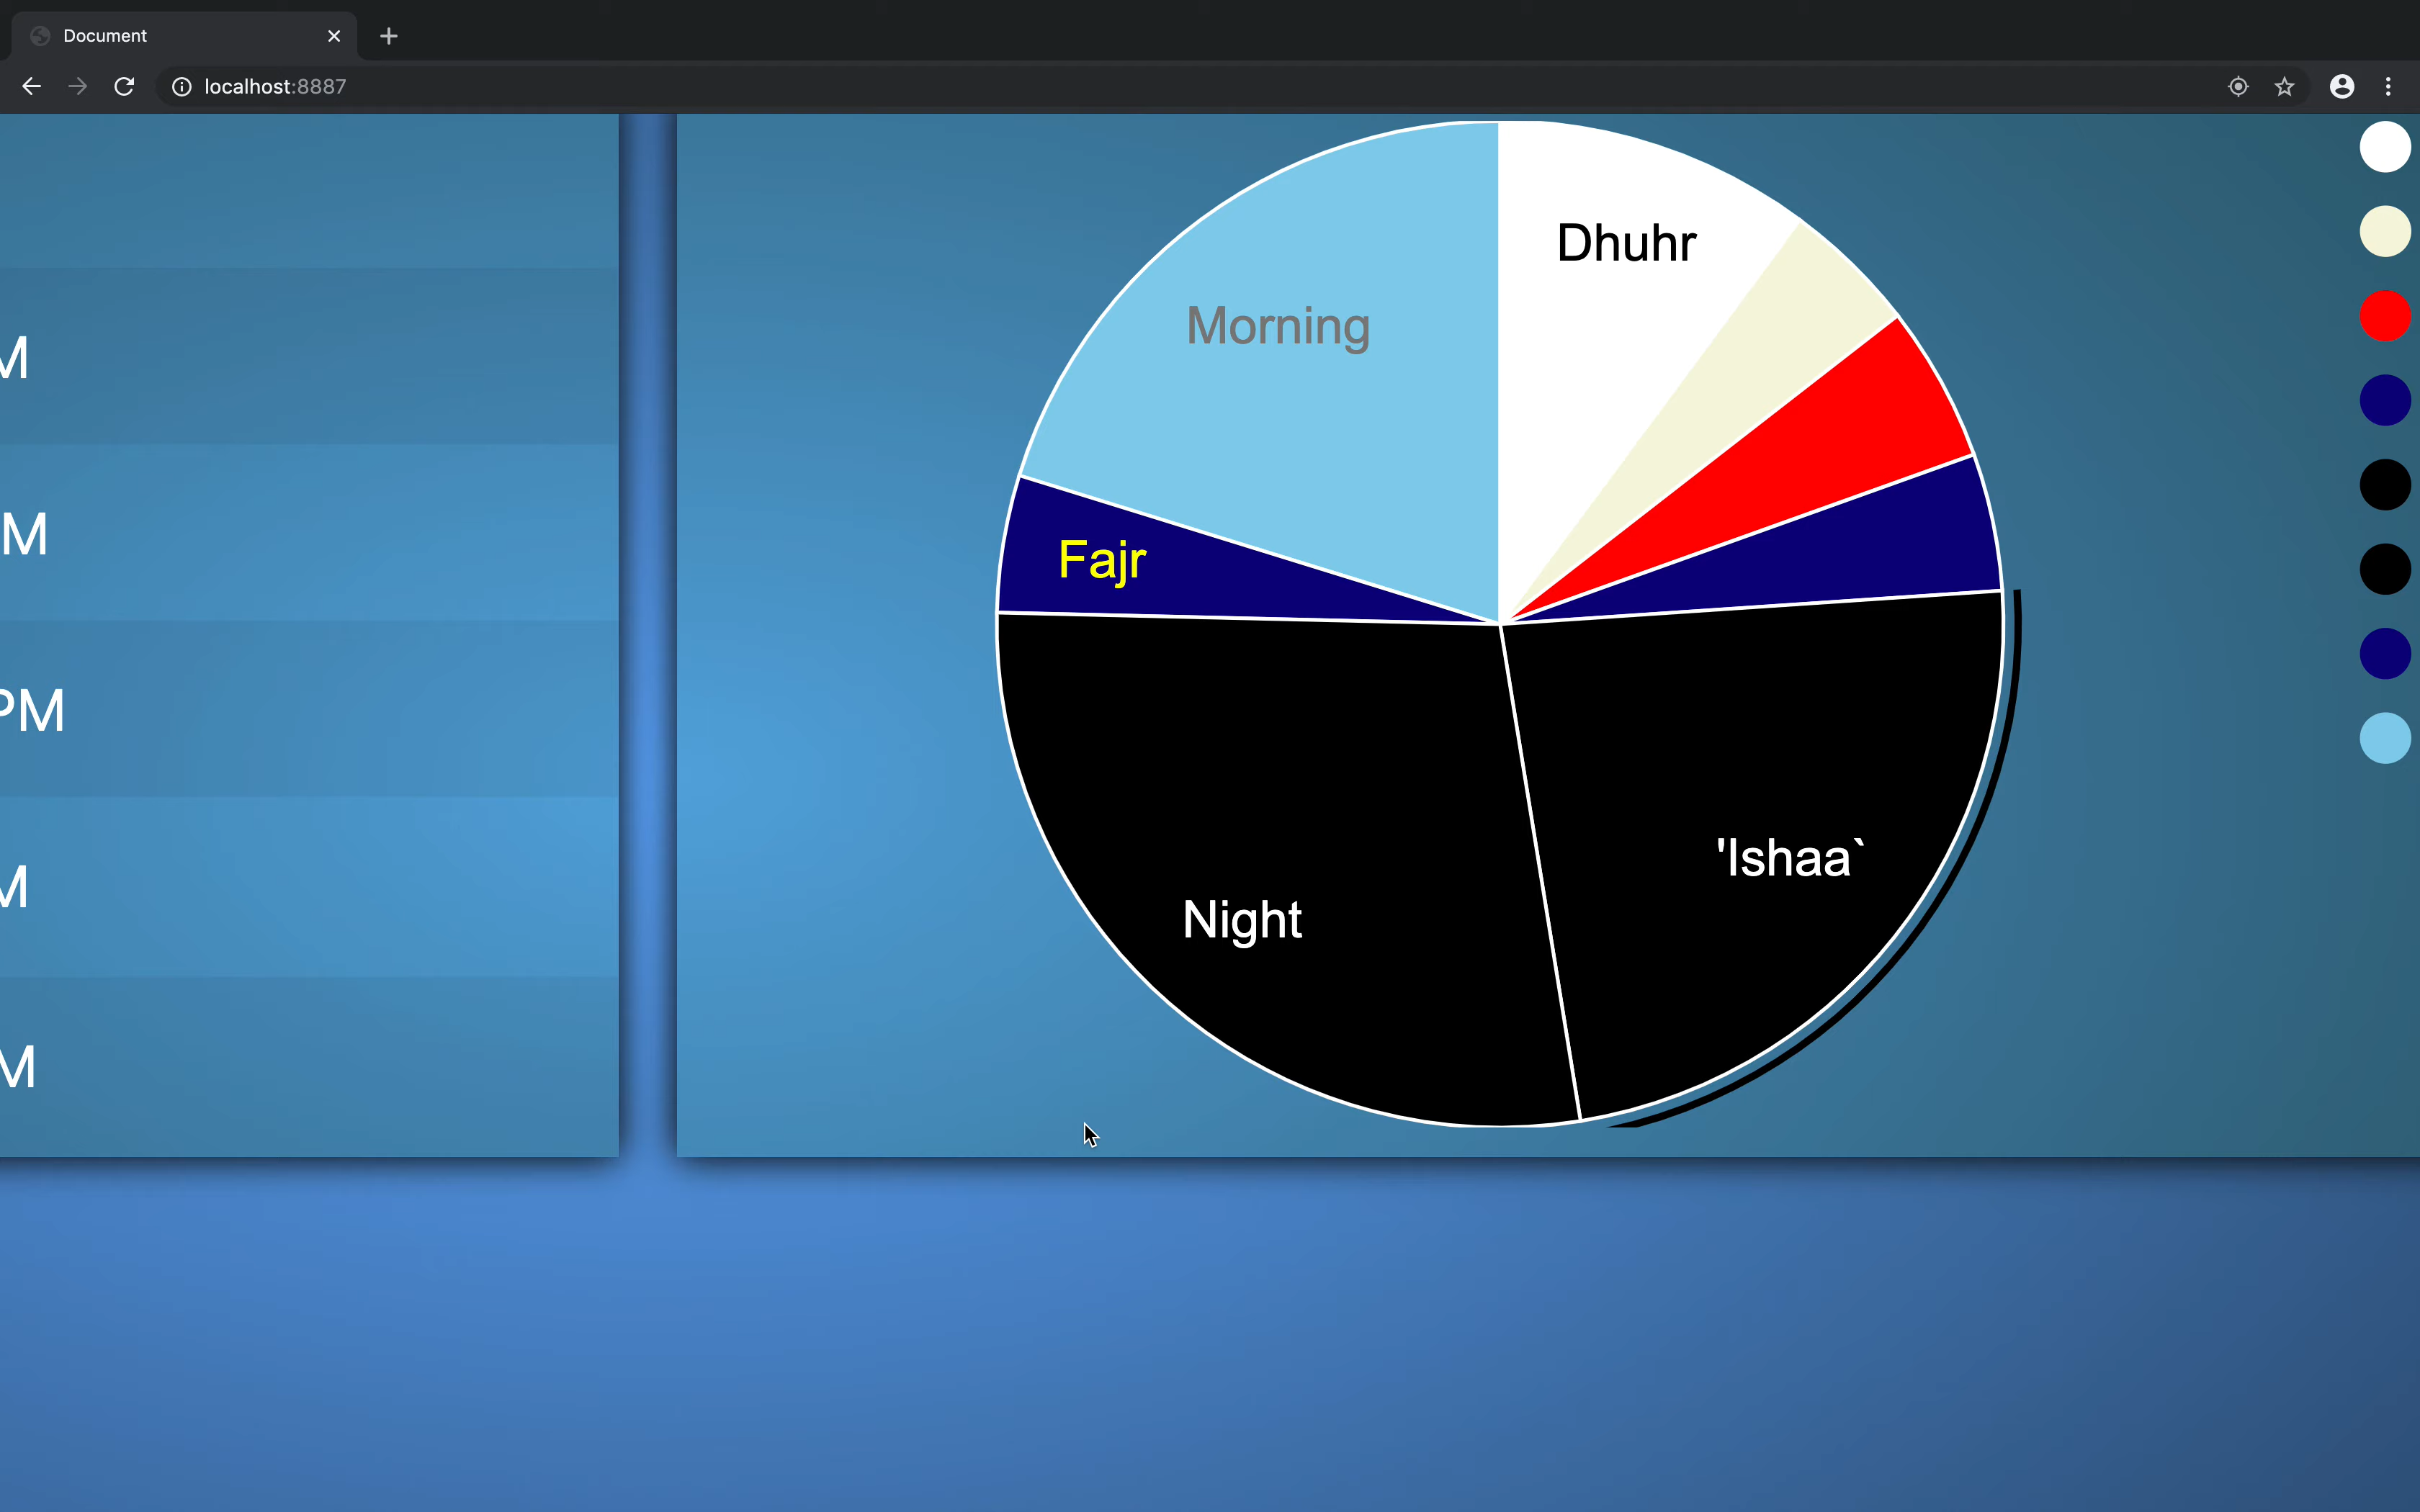 Document
localhost:8887
Dhuhr
Morning
M
M
Fajr
PM
'Ishaa`
M
Night
M